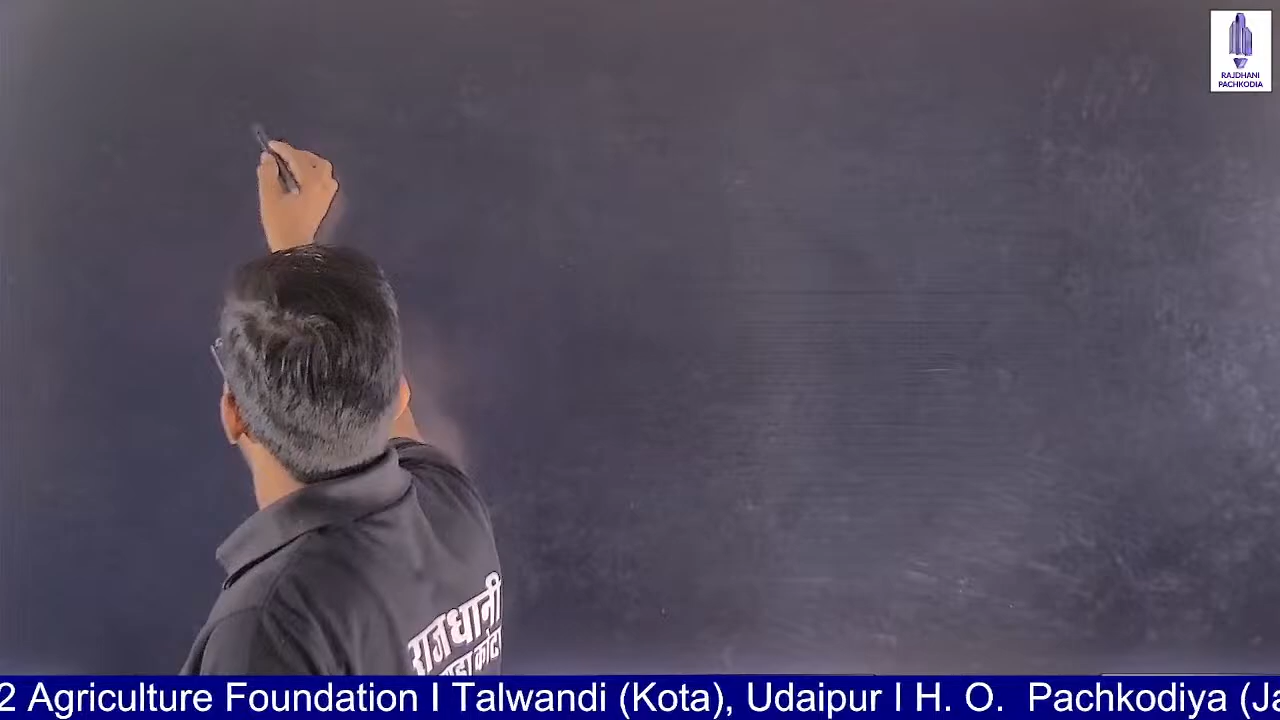 RAJDHANI
PACHKODIA
राजधानी
2 Agriculture Foundation I Talwandi (Kota), Udaipur I H. O. Pachkodiya (Ja